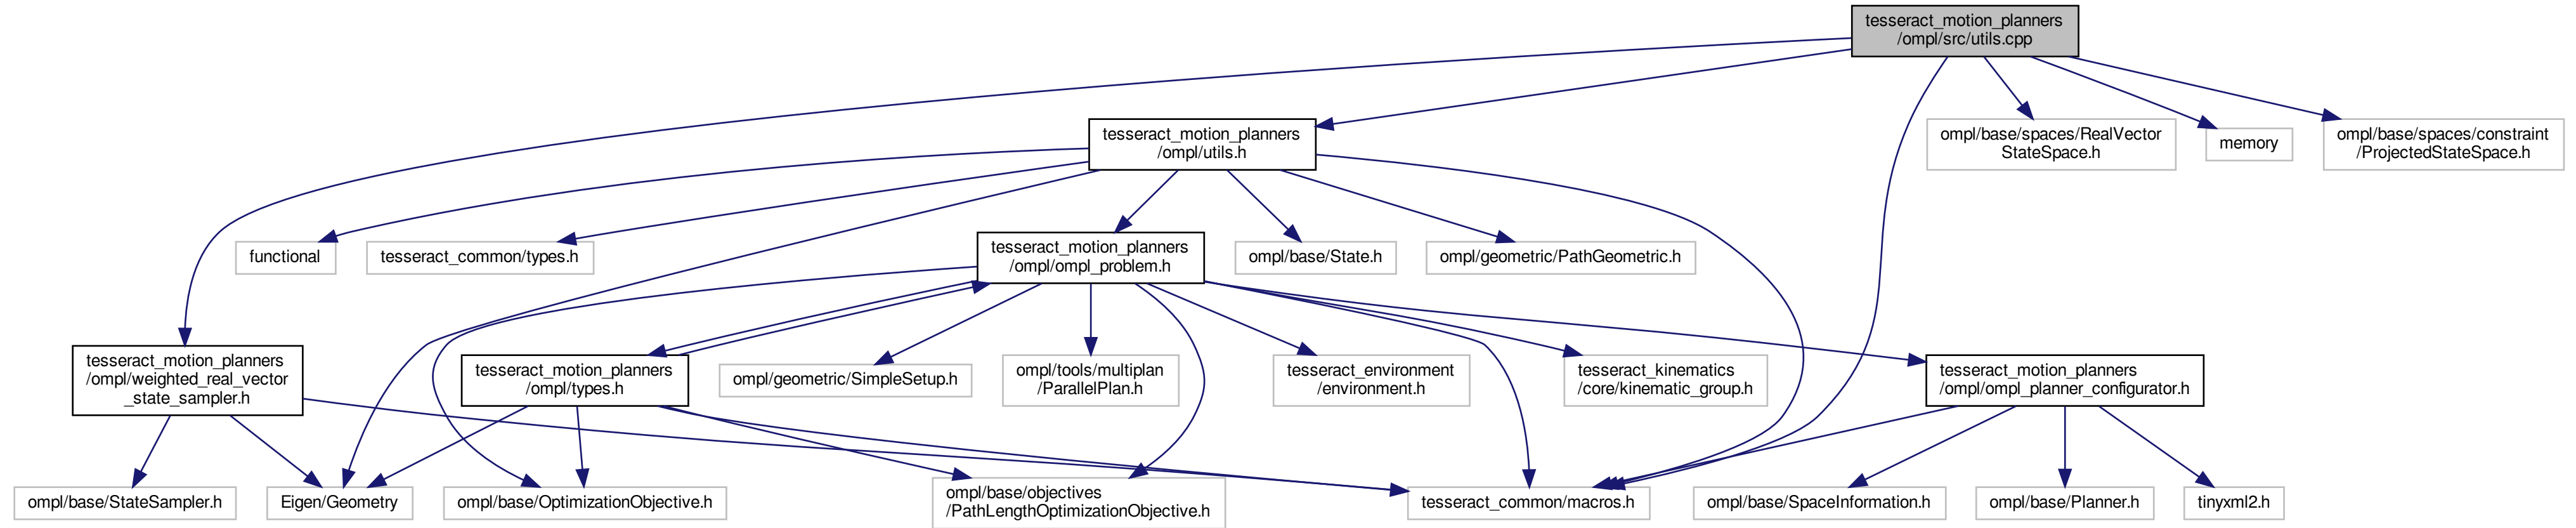 tesseract_motion_planners
/ompl/src/utils.cpp
tesseract_motion_planners
/ompl/utils.h
ompl/base/spaces/RealVector
StateSpace.h
memory
ompl/base/spaces/constraint
/ProjectedStateSpace.h
functional
tesseract_common/types.h
tesseract_motion_planners
/ompl/ompl_problem.h
ompl/base/State.h
ompl/geometric/PathGeometric.h
tesseract_motion_planners
/ompl/weighted_real_vector
_state_sampler.h
tesseract_motion_planners
/ompl/types.h
ompl/geometric/SimpleSetup.h
ompl/tools/multiplan
/ParallelPlan.h
tesseract_environment
/environment.h
tesseract_kinematics
/core/kinematic_group.h
tesseract_motion_planners
/ompl/ompl_planner_configurator.h
ompl/base/StateSampler.h
Eigen/Geometry
ompl/base/OptimizationObjective.h
ompl/base/objectives
/PathLengthOptimizationObjective.h
tesseract_common/macros.h
ompl/base/SpaceInformation.h
ompl/base/Planner.h
tinyxml2.h